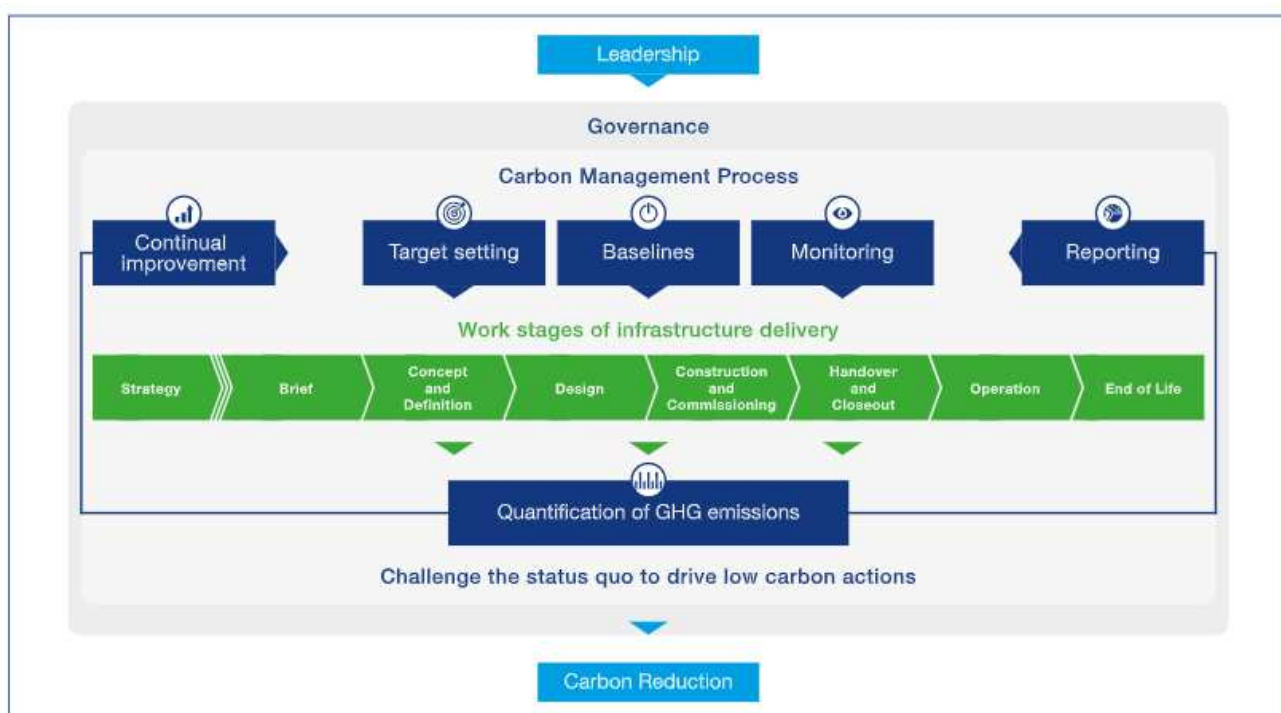 Leadership
Governance
Carbon Management Process
Continual
improvement
Target setting
Baselines
Monitoring
Reporting
Work stages of infrastructure delivery
Strategy
Brief
Concept
and
Definition
Design
Construction
and
Commissioning
Handover
and
Closeout
Operation
End of Life
Quantification of GHG emissions
Challenge the status quo to drive low carbon actions
Carbon Reduction